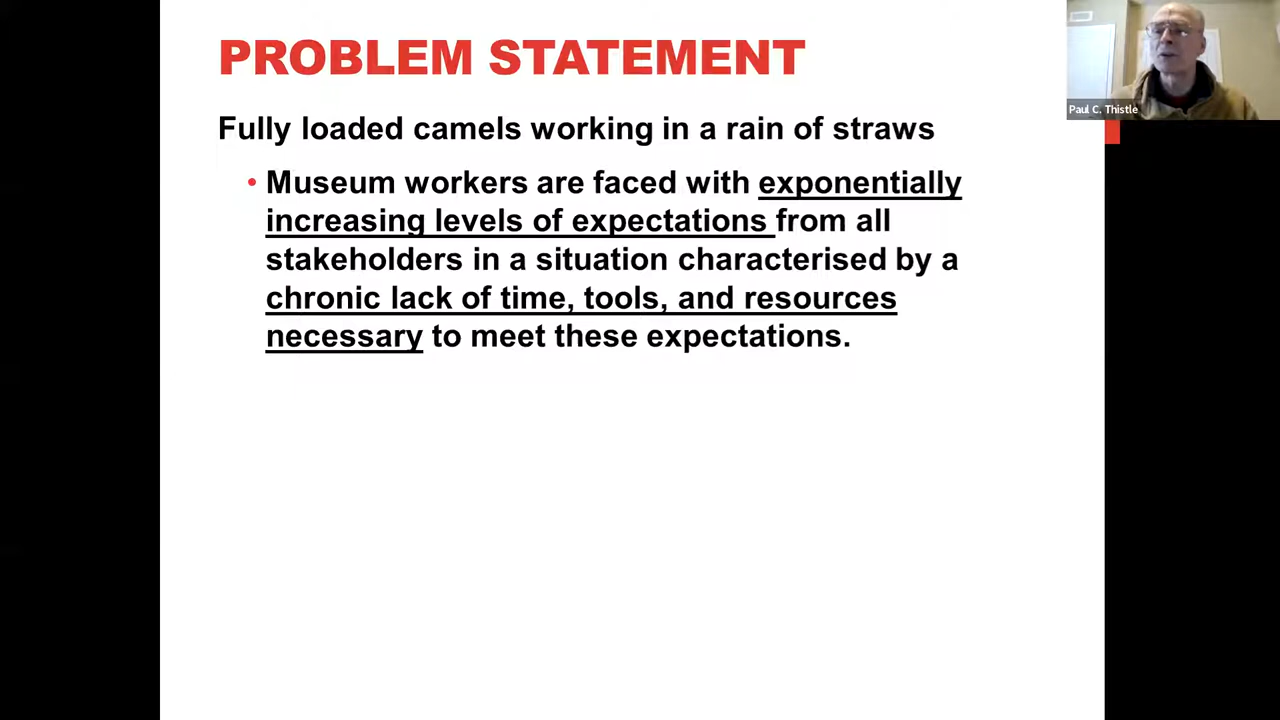 PROBLEM STATEMENT
Fully loaded camels working in a rain of straws
• Museum workers are faced with exponentially
increasing levels of expectations from all
stakeholders in a situation characterised by a
chronic lack of time, tools, and resources
necessary to meet these expectations.
Paul C. Thistle